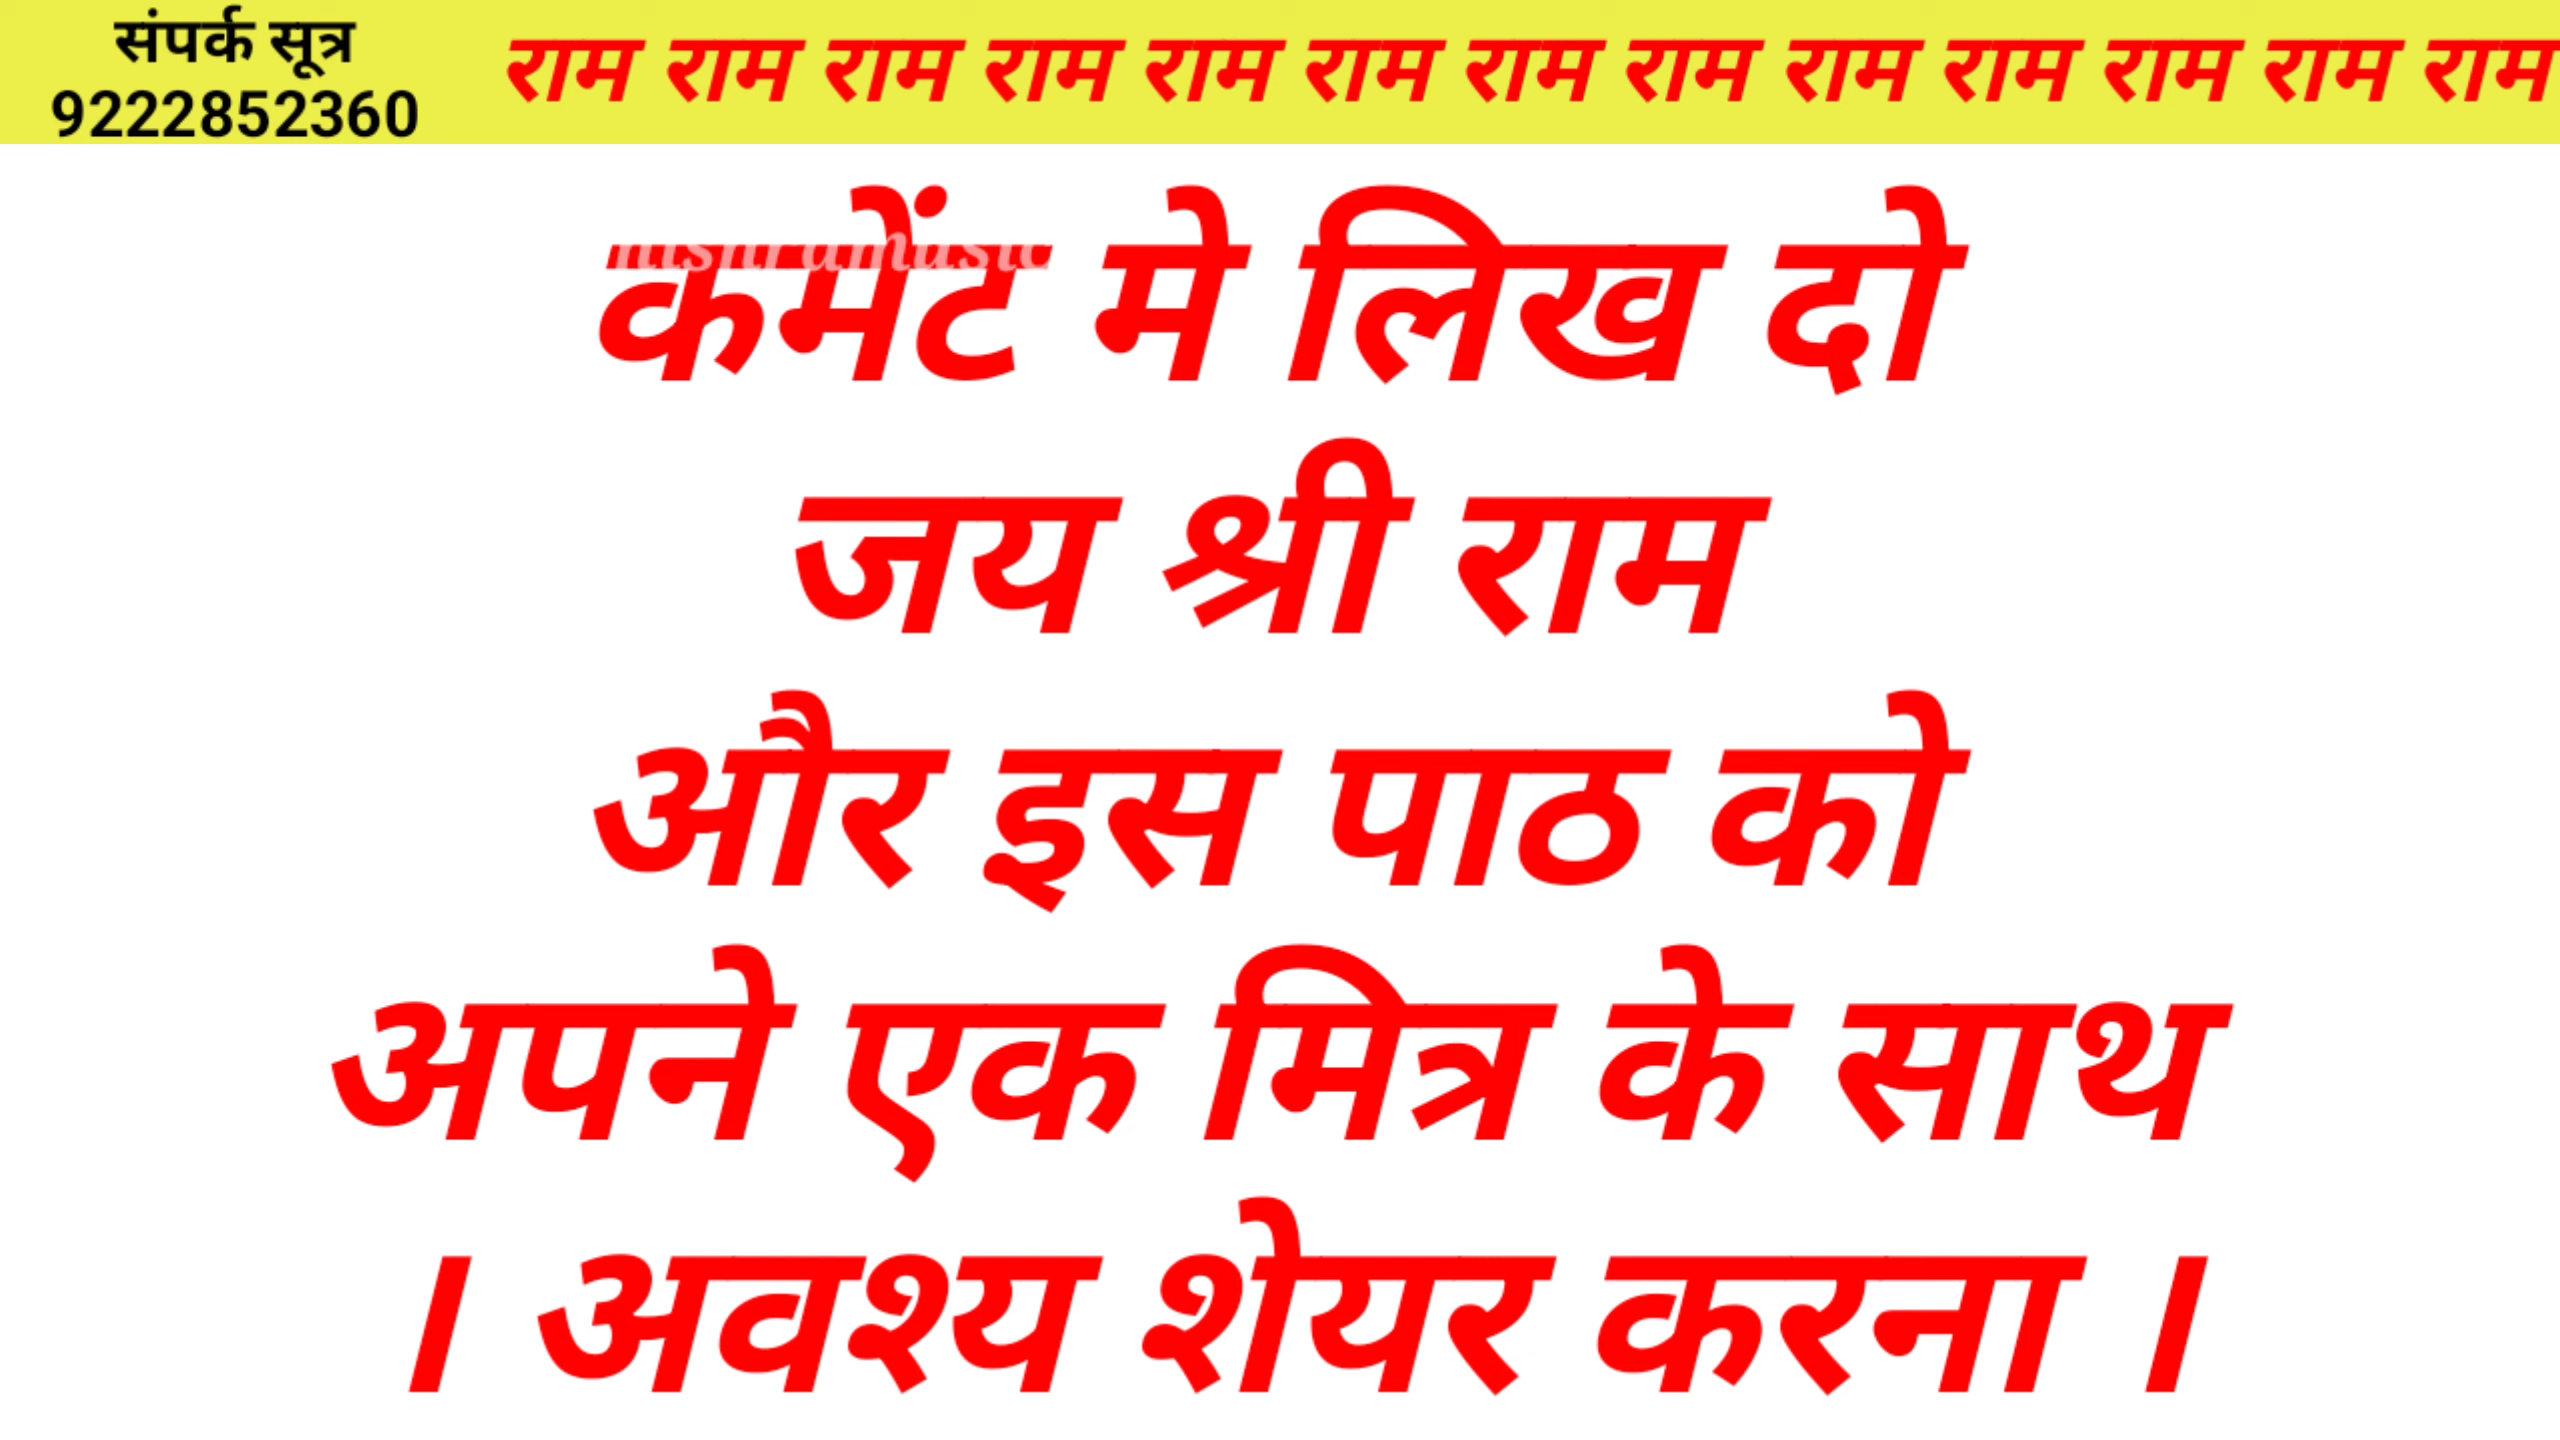 संपर्क सूत्र
9222852360
राम राम राम राम राम राम राम राम राम राम राम राम राम
कमेंट मे लिख दो
जय श्री राम
और इस पाठ को
अपने एक मित्र के साथ
। अवश्य शेयर करना ।